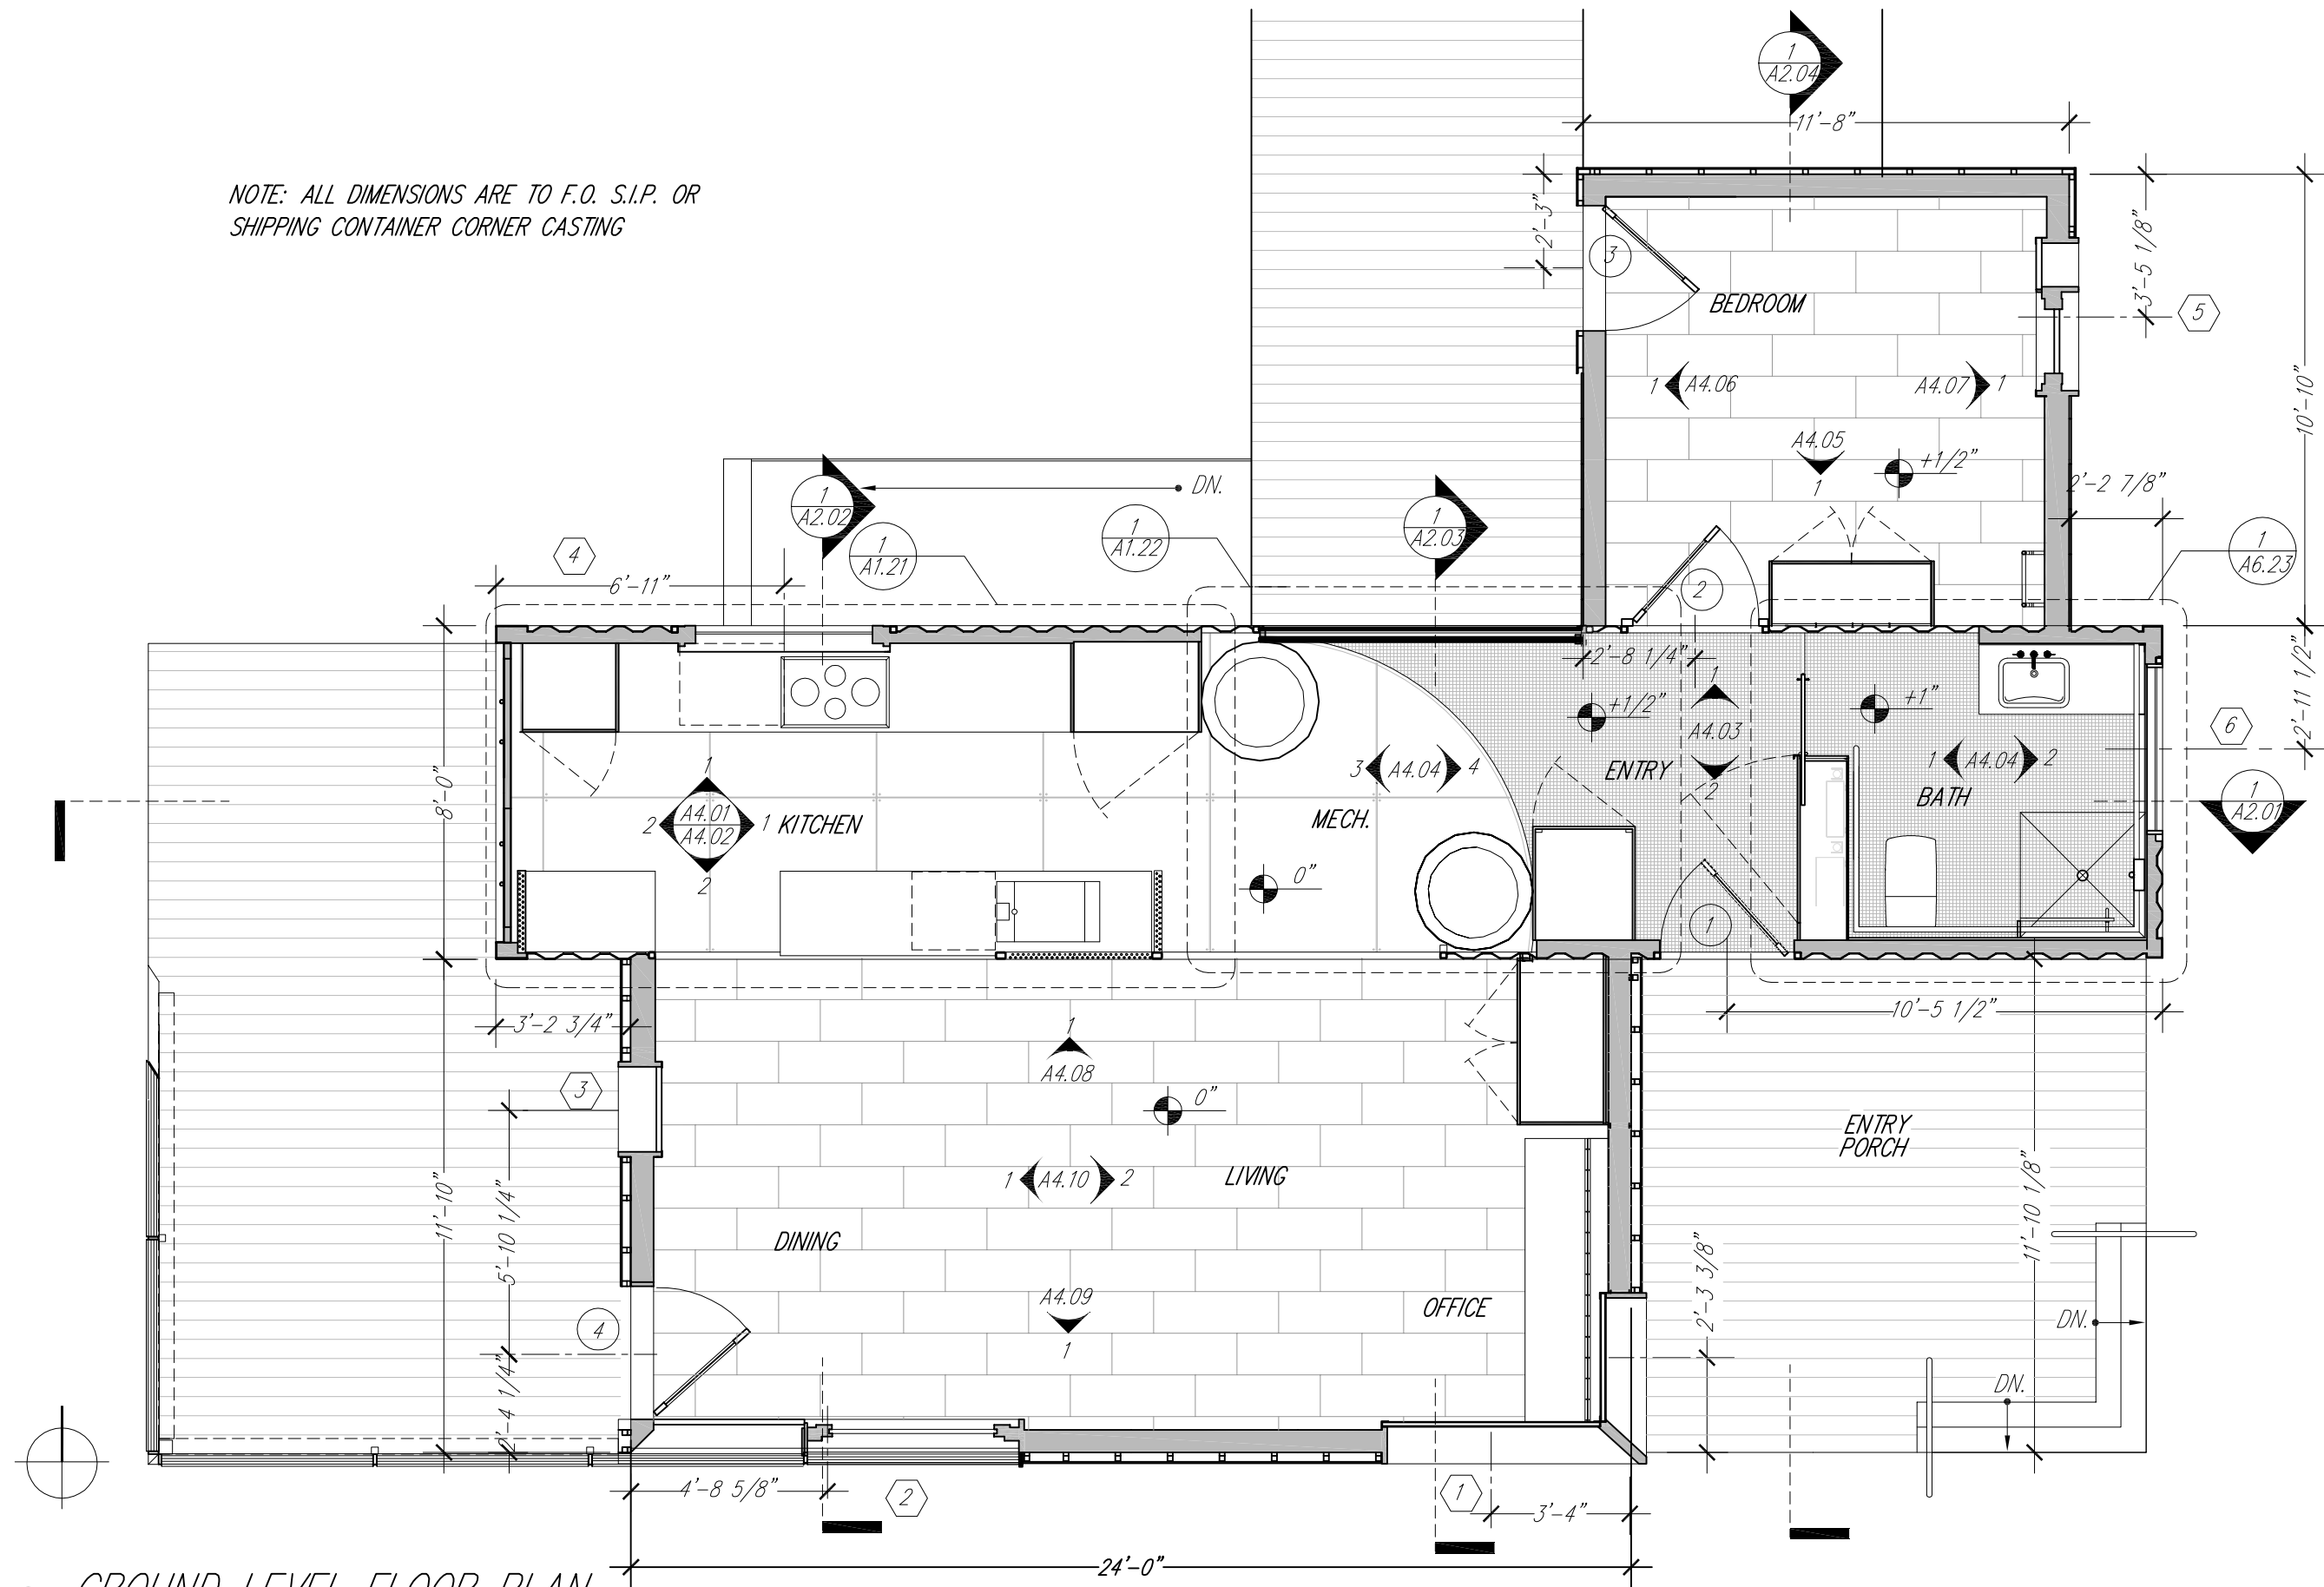 1
A2.04
11'-8"
NOTE: ALL DIMENSIONS ARE TO F.O. S.I.P. OR
SHIPPING CONTAINER CORNER CASTING
2'-3"
3
BEDROOM
3'-5 1/8"
5
10'-10"
1 A4.06
A4.07 1
A4.05
1
+1/2"
2'-2 7/8"
DN.
1
A2.02
1
A1.21
1
A1.22
1
A2.03
1
A6.23
4
6'-11"
2
2'-8 1/4"
+1/2"
1
A4.03
2
+1"
6
2'-11 1/2"
8'-0"
1
2 A4.01 1
A4.02
2
KITCHEN
MECH.
3 A4.04 4
ENTRY
1 A4.04 2
BATH
1
A2.01
0"
1
3'-2 3/4"
10'-5 1/2"
1
A4.08
3
0"
ENTRY
PORCH
11'-10"
5'-10 1/4"
1 A4.10 2
LIVING
11'-10 1/8"
DINING
2'-3 3/8"
A4.09
1
OFFICE
4
DN.
DN.
2'-4 1/4"
4'-8 5/8"
2
1
3'-4"
24'-0"
GROUND LEVEL FLOOR PLAN